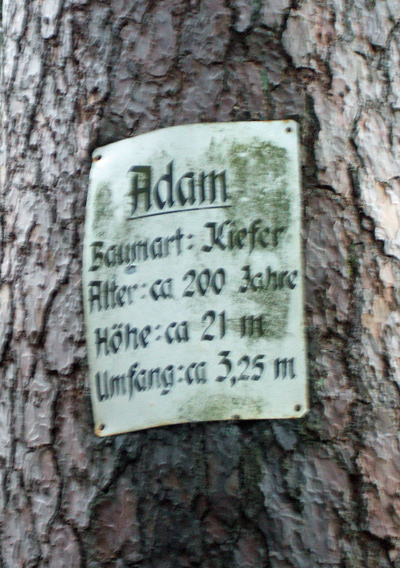 Adam
Baumart: Kiefer
Alter: ca 200 Jahre
Höhe: ca 21 m
Umfang: ca 3,25 m